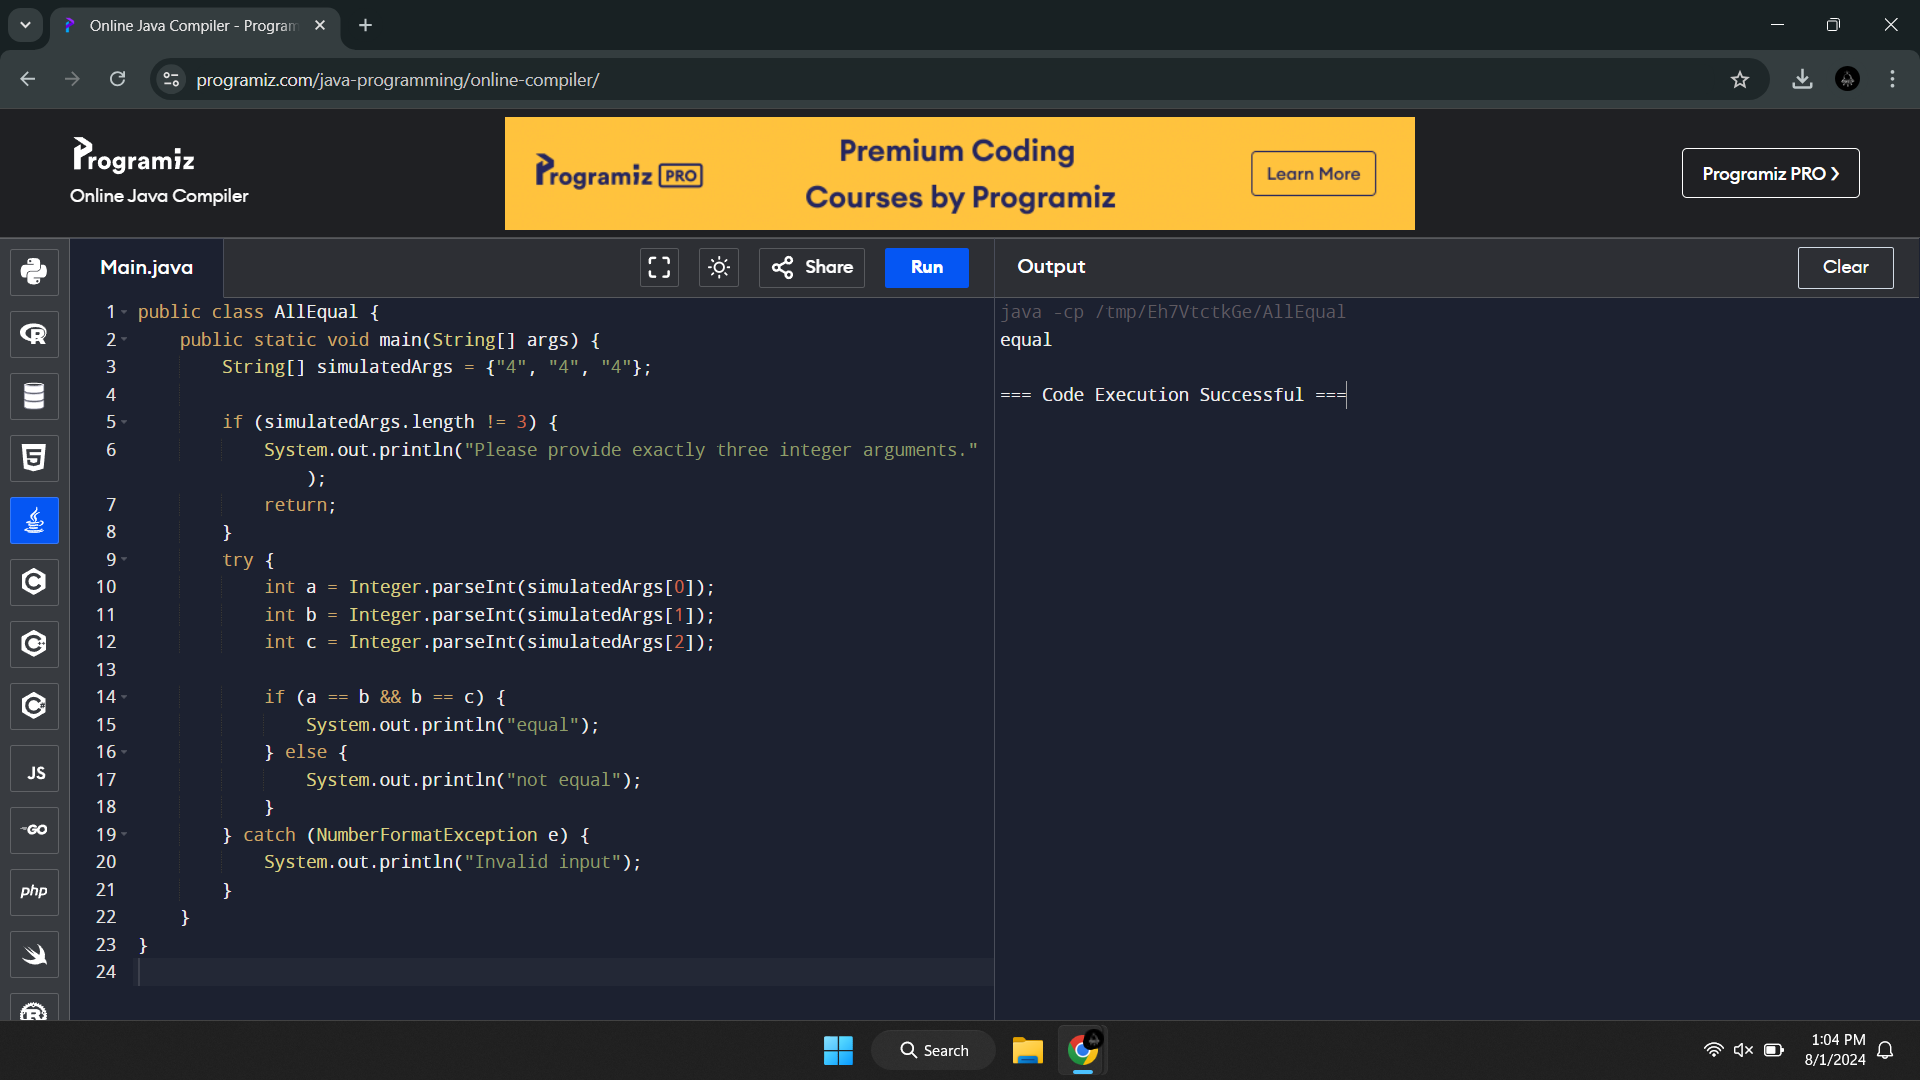 Online Java Compiler - Program
programiz.com/java-programming/online-compiler/
Programiz
Online Java Compiler
Programiz PRO
Premium Coding
Courses by Programiz
Learn More
Programiz PRO
Main.java
Share
Run
Output
Clear
1 public class AllEqual {
2 public static void main(String[] args) {
3 String[] simulatedArgs = {"4", "4", "4"};
4
5 if (simulatedArgs.length != 3) {
6 System.out.println("Please provide exactly three integer arguments."
);
7 return;
8 }
9 try {
10 int a = Integer.parseInt(simulatedArgs[0]);
11 int b = Integer.parseInt(simulatedArgs[1]);
12 int c = Integer.parseInt(simulatedArgs[2]);
13
14 if (a == b && b == c) {
15 System.out.println("equal");
16 } else {
17 System.out.println("not equal");
18 }
19 } catch (NumberFormatException e) {
20 System.out.println("Invalid input");
21 }
22 }
23 }
24
java -cp /tmp/Eh7VtctkGe/AllEqual
equal
=== Code Execution Successful ===
JS
GO
php
Search
1:04 PM
8/1/2024